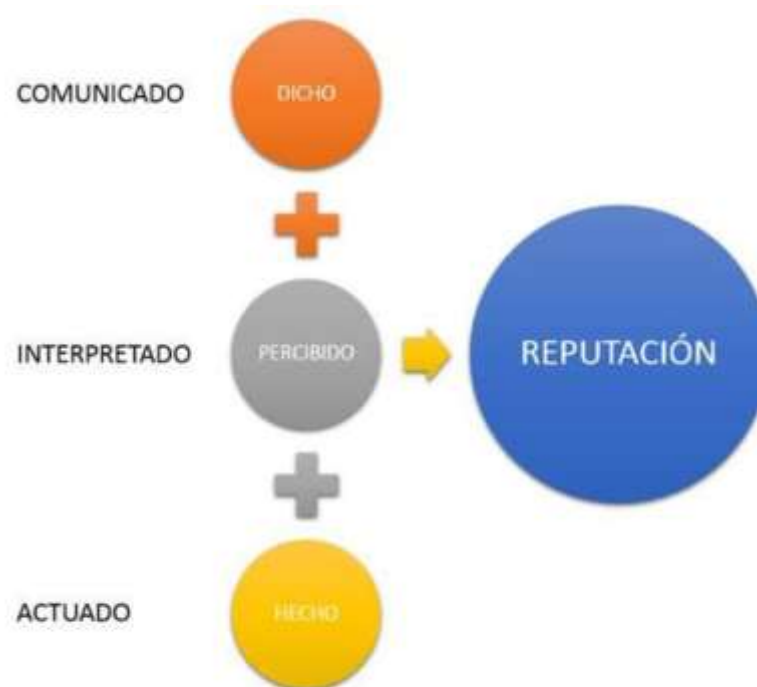 COMUNICADO
DICHO
INTERPRETADO
PERCIBIDO
REPUTACIÓN
ACTUADO
HECHO